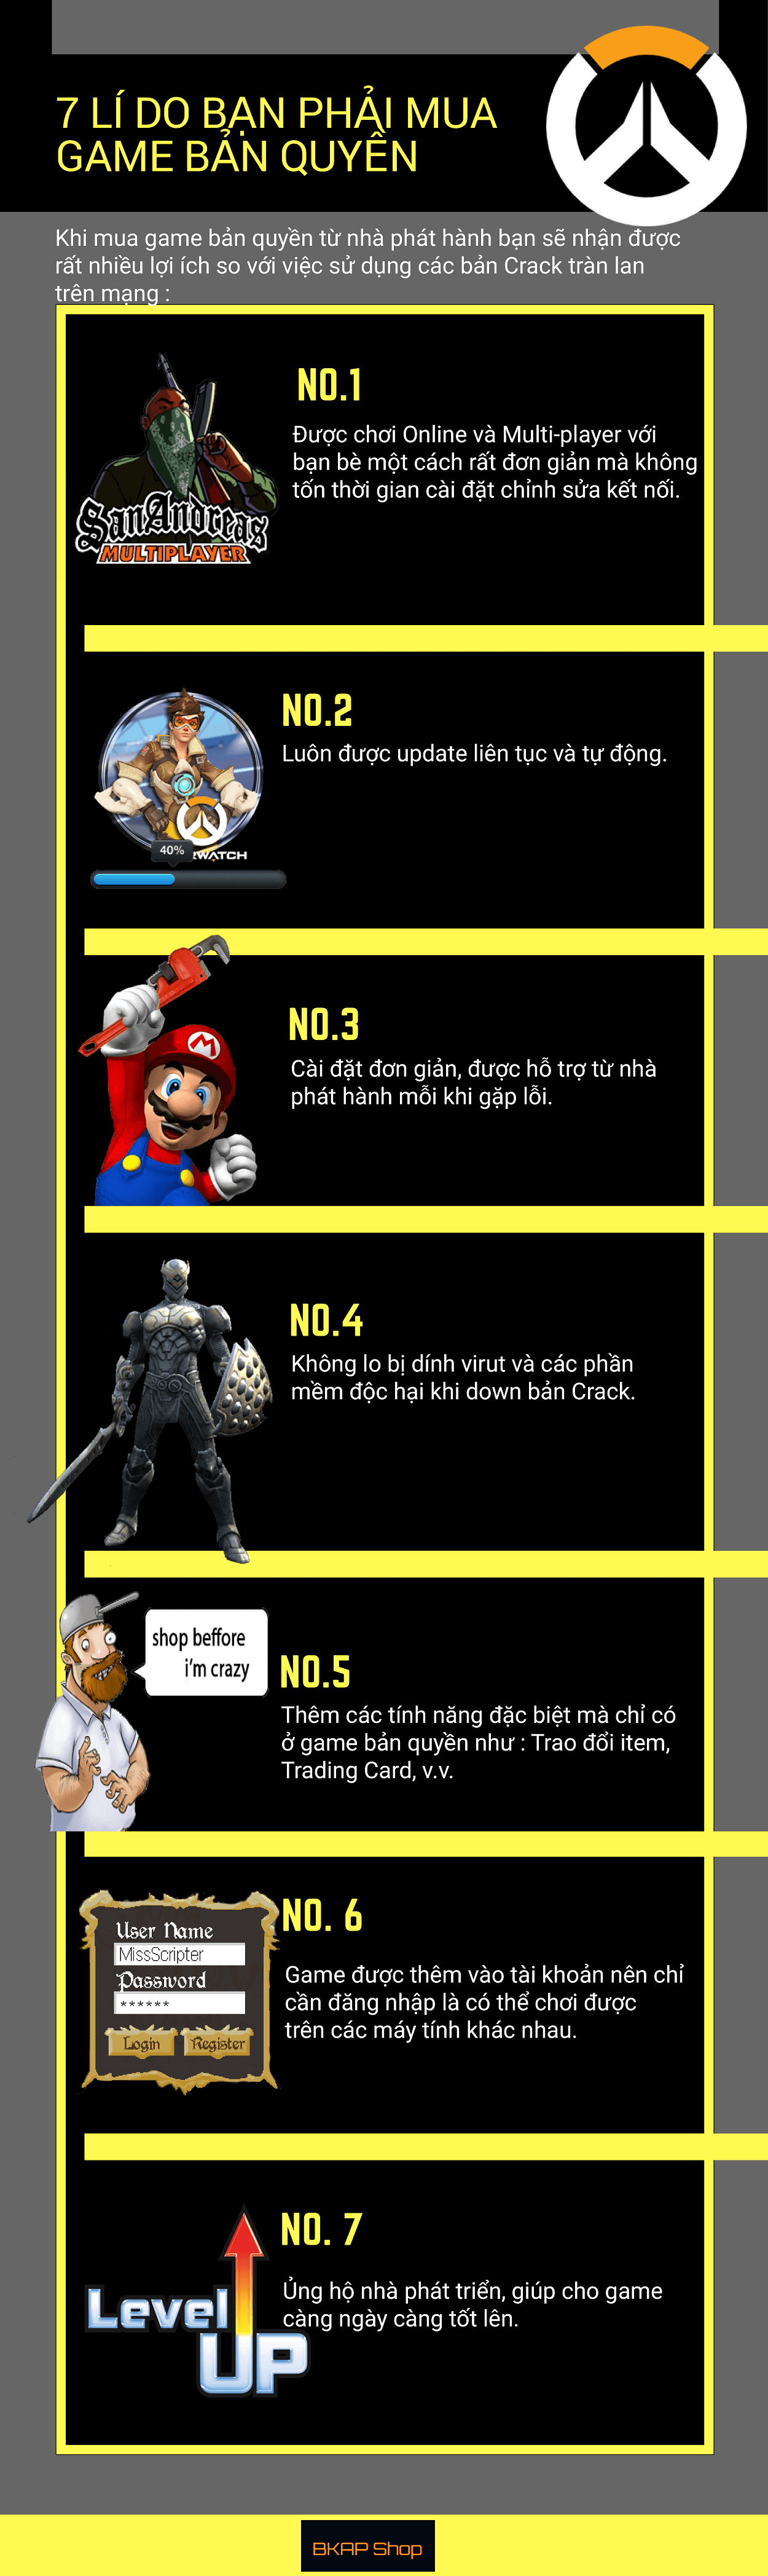 7 LÍ DO BẠN PHẢI MUA
GAME BẢN QUYỀN
Khi mua game bản quyền từ nhà phát hành bạn sẽ nhận được
rất nhiều lợi ích so với việc sử dụng các bản Crack tràn lan
trên mạng :
NO.1
Được chơi Online và Multi-player với
bạn bè một cách rất đơn giản mà không
tốn thời gian cài đặt chỉnh sửa kết nối.
San Andreas
MULTIPLAYER
NO.2
Luôn được update liên tục và tự động.
40%
RWATCH
NO.3
Cài đặt đơn giản, được hỗ trợ từ nhà
phát hành mỗi khi gặp lỗi.
M
NO.4
Không lo bị dính virut và các phần
mềm độc hại khi down bản Crack.
shop beffore
i'm crazy
NO.5
Thêm các tính năng đặc biệt mà chỉ có
ở game bản quyền như : Trao đổi item,
Trading Card, v.v.
User Name
MissScripter
Password
******
Login Register
NO. 6
Game được thêm vào tài khoản nên chỉ
cần đăng nhập là có thể chơi được
trên các máy tính khác nhau.
NO. 7
Ủng hộ nhà phát triển, giúp cho game
càng ngày càng tốt lên.
Level
UP
BKAP Shop